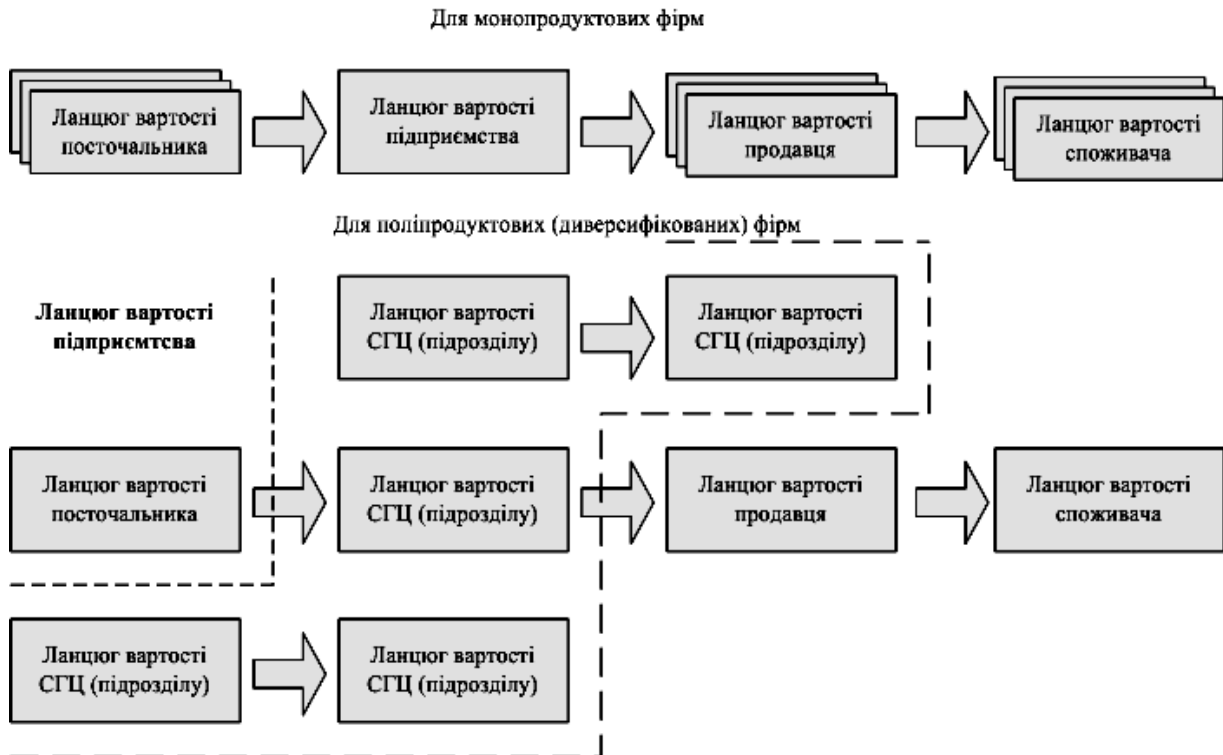 Для монопродуктових фірм
Ланцюг вартості
посточальника
Ланцюг вартості
підприємства
Ланцюг вартості
продавця
Ланцюг вартості
споживача
Для поліпродуктових (диверсифікованих) фірм
Ланцюг вартості
підприємтсва
Ланцюг вартості
СГЦ (підрозділу)
Ланцюг вартості
СГЦ (підрозділу)
Ланцюг вартості
посточальника
Ланцюг вартості
СГЦ (підрозділу)
Ланцюг вартості
продавця
Ланцюг вартості
споживача
Ланцюг вартості
СГЦ (підрозділу)
Ланцюг вартості
СГЦ (підрозділу)